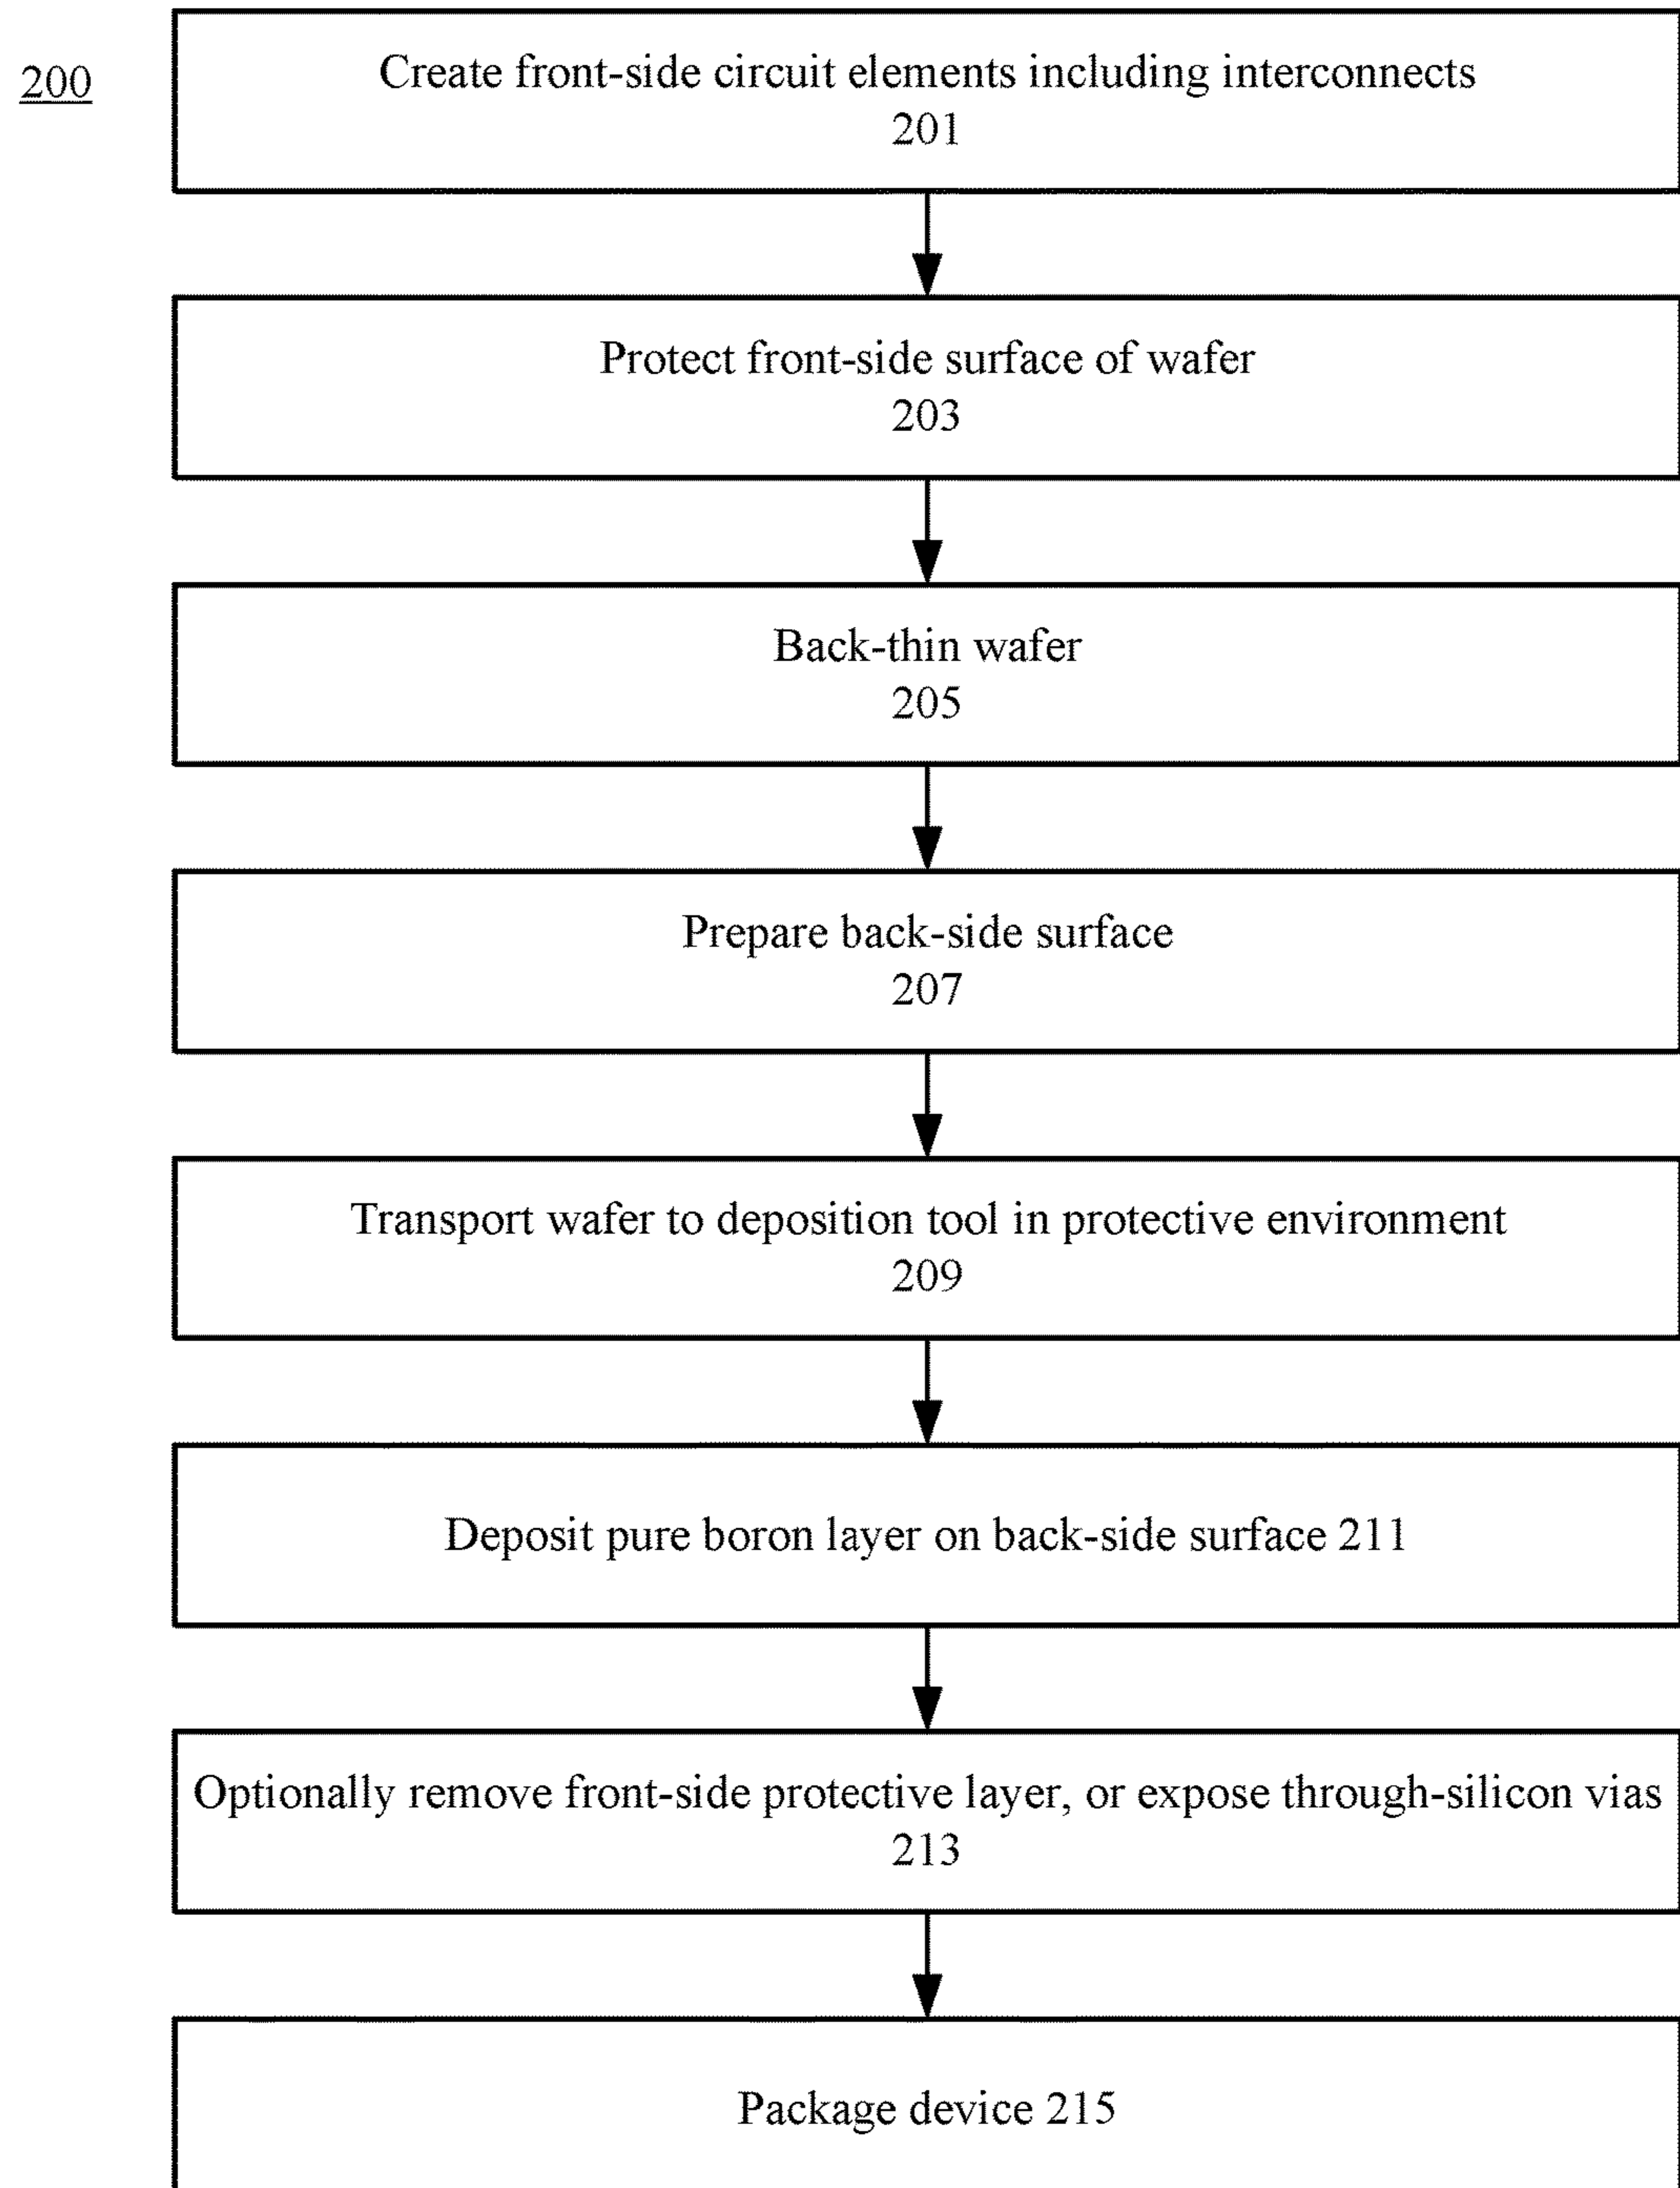 200
Create front-side circuit elements including interconnects
201
Protect front-side surface of wafer
203
Back-thin wafer
205
Prepare back-side surface
207
Transport wafer to deposition tool in protective environment
209
Deposit pure boron layer on back-side surface 211
Optionally remove front-side protective layer, or expose through-silicon vias
213
Package device 215